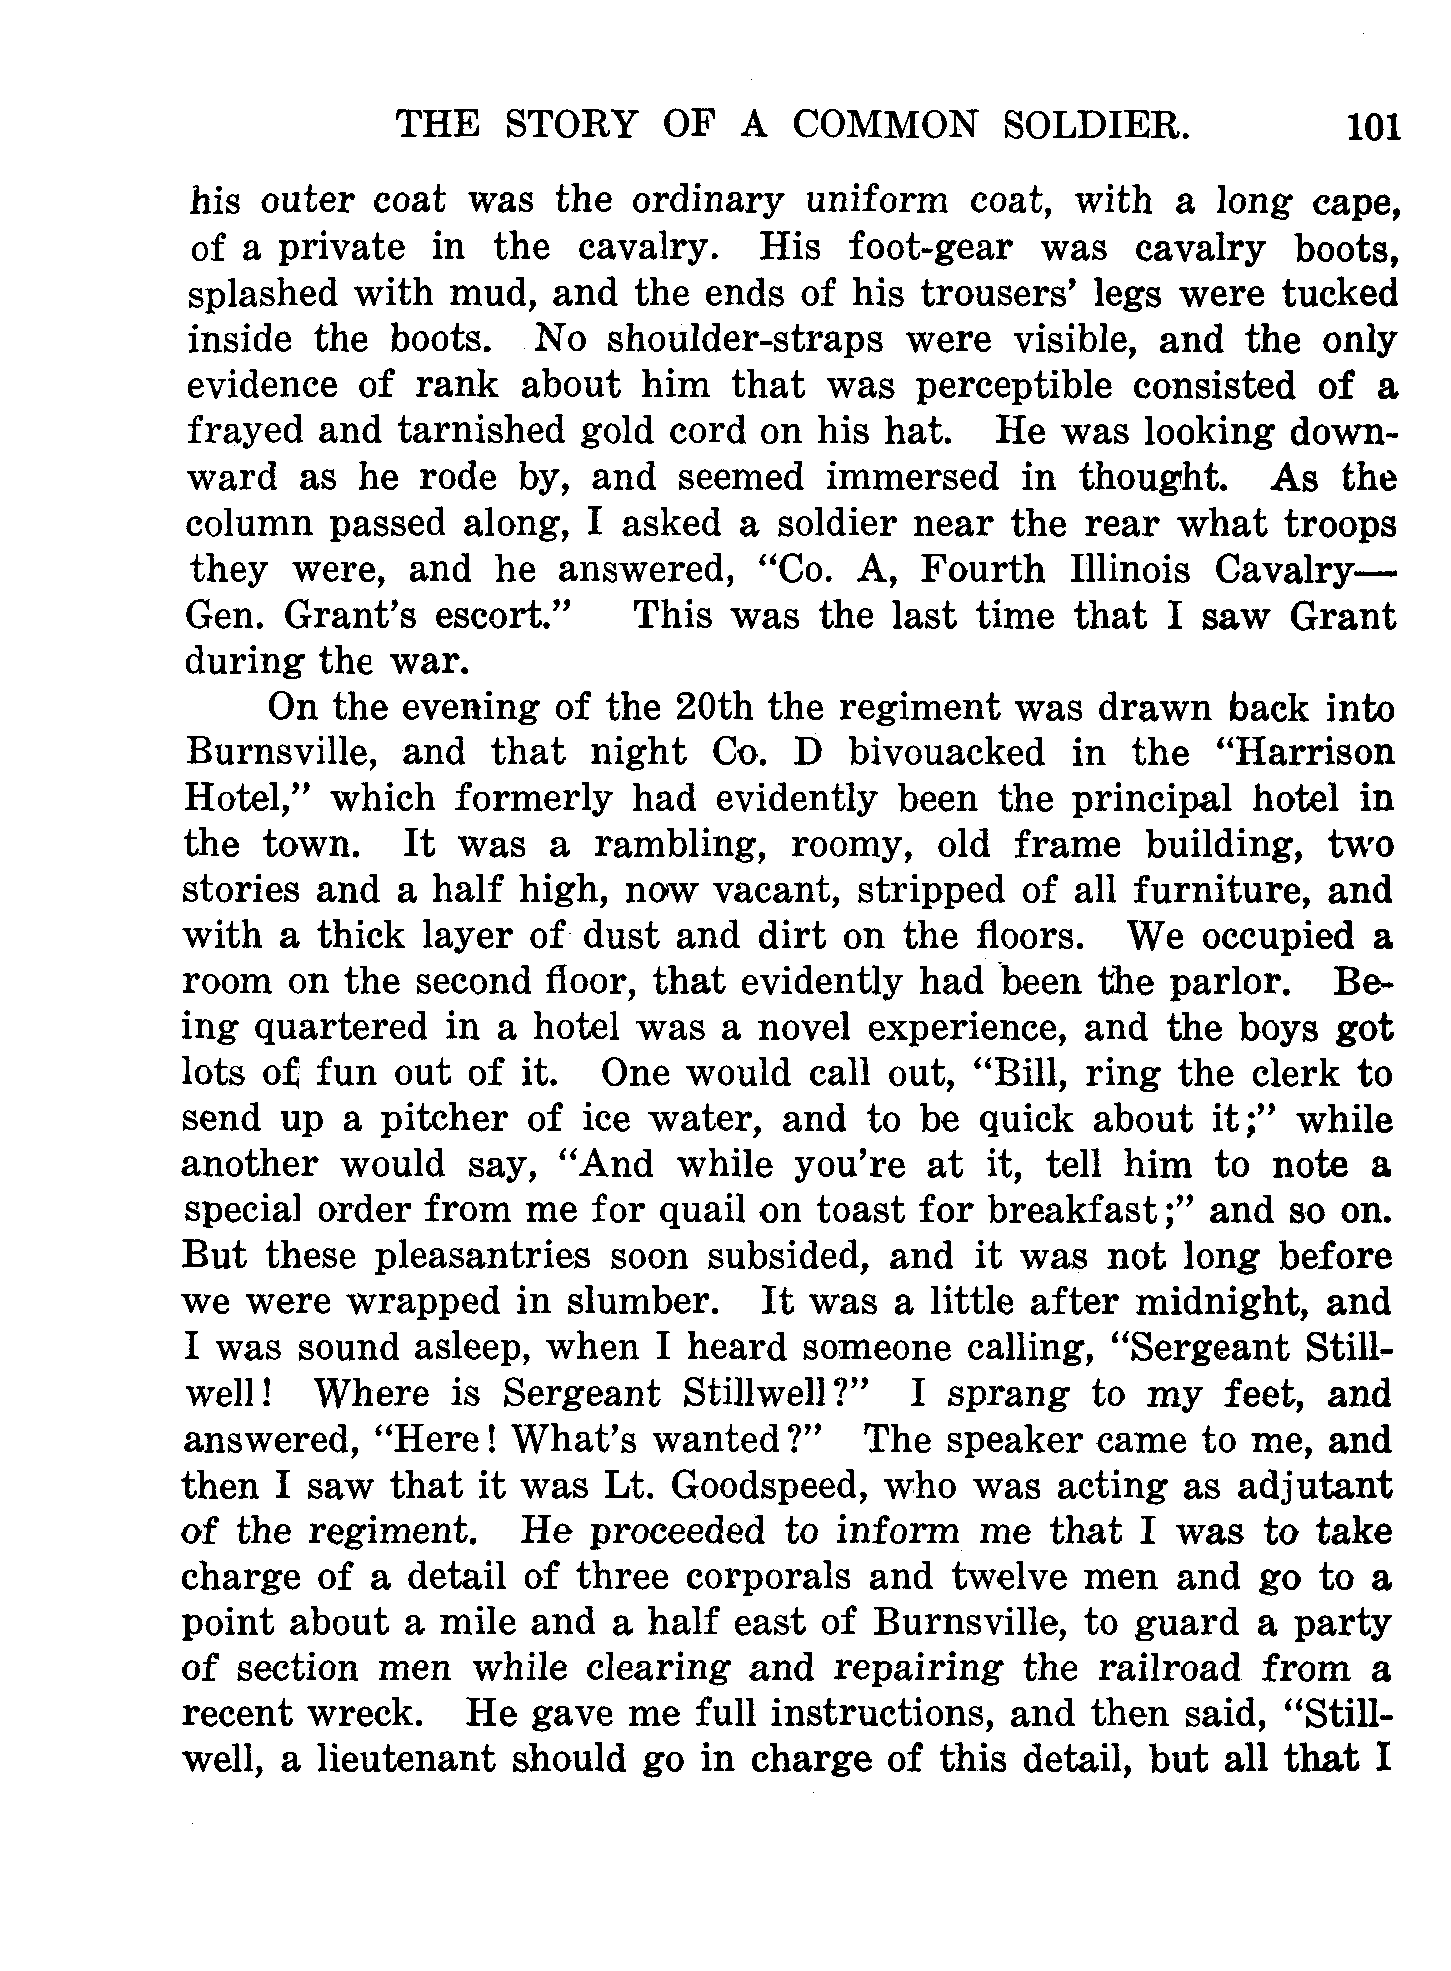 THE STORY OF A COMMON SOLDIER. 101
his outer coat was the ordinary uniform coat, with a long cape,
of a private in the cavalry. His foot-gear was cavalry boots,
splashed with mud, and the ends of his trousers' legs were tucked
inside the boots. No shoulder-straps were visible, and the only
evidence of rank about him that was perceptible consisted of a
frayed and tarnished gold cord on his hat. He was looking down-
ward as he rode by, and seemed immersed in thought. As the
column passed along, I asked a soldier near the rear what troops
they were, and he answered, "Co. A, Fourth Illinois Cavalry—
Gen. Grant's escort." This was the last time that I saw Grant
during the war.
On the evening of the 20th the regiment was drawn back into
Burnsville, and that night Co. D bivouacked in the "Harrison
Hotel," which formerly had evidently been the principal hotel in
the town. It was a rambling, roomy, old frame building, two
stories and a half high, now vacant, stripped of all furniture, and
with a thick layer of dust and dirt on the floors. We occupied a
room on the second floor, that evidently had been the parlor. Be-
ing quartered in a hotel was a novel experience, and the boys got
lots of fun out of it. One would call out, "Bill, ring the clerk to
send up a pitcher of ice water, and to be quick about it;" while
another would say, "And while you're at it, tell him to note a
special order from me for quail on toast for breakfast;" and so on.
But these pleasantries soon subsided, and it was not long before
we were wrapped in slumber. It was a little after midnight, and
I was sound asleep, when I heard someone calling, "Sergeant Still-
well! Where is Sergeant Stillwell?" I sprang to my feet, and
answered, "Here! What's wanted?" The speaker came to me, and
then I saw that it was Lt. Goodspeed, who was acting as adjutant
of the regiment. He proceeded to inform me that I was to take
charge of a detail of three corporals and twelve men and go to a
point about a mile and a half east of Burnsville, to guard a party
of section men while clearing and repairing the railroad from a
recent wreck. He gave me full instructions, and then said, "Still-
well, a lieutenant should go in charge of this detail, but all that I